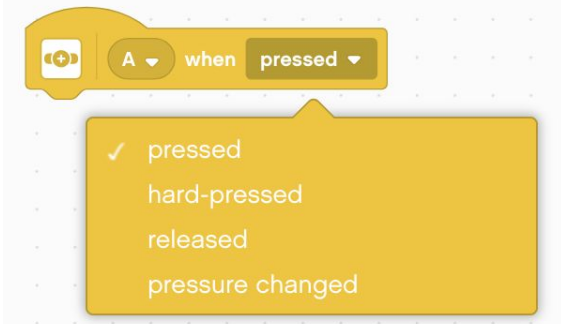 A when pressed
pressed
hard-pressed
released
pressure changed